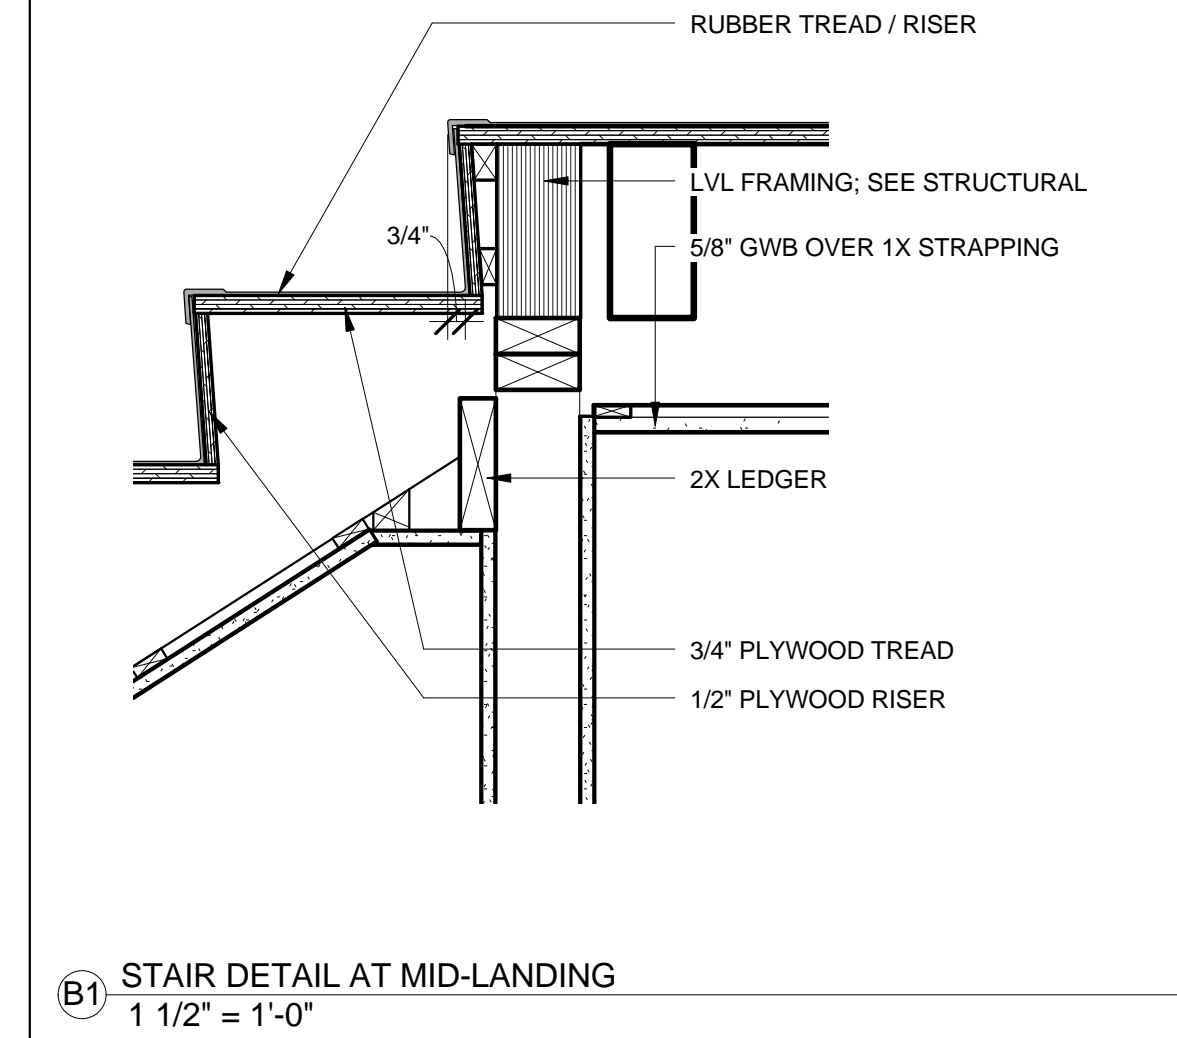 RUBBER TREAD / RISER
LVL FRAMING; SEE STRUCTURAL
3/4"
5/8" GWB OVER 1X STRAPPING
2X LEDGER
3/4" PLYWOOD TREAD
1/2" PLYWOOD RISER
B1
STAIR DETAIL AT MID-LANDING
1 1/2" = 1'-0"